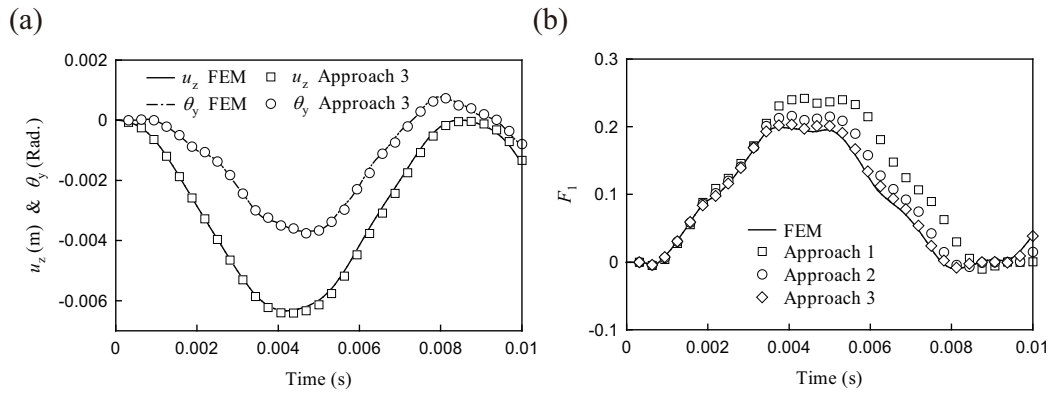 (a)
0.002
0
-0.002
-0.004
-0.006
u_z (m) & θ_y (Rad.)
u_z FEM
u_z Approach 3
θ_y FEM
θ_y Approach 3
0 0.002 0.004 0.006 0.008 0.01
Time (s)
(b)
0.3
0.2
0.1
0
-0.1
F_1
FEM
Approach 1
Approach 2
Approach 3
0 0.002 0.004 0.006 0.008 0.01
Time (s)